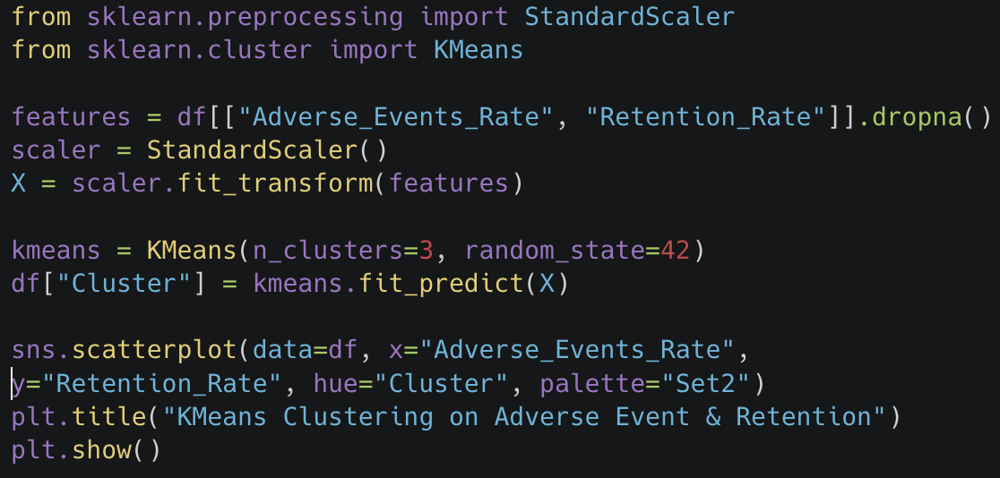 from sklearn.preprocessing import StandardScaler
from sklearn.cluster import KMeans
features = df[["Adverse_Events_Rate", "Retention_Rate"]].dropna()
scaler = StandardScaler()
X = scaler.fit_transform(features)
kmeans = KMeans(n_clusters=3, random_state=42)
df["Cluster"] = kmeans.fit_predict(X)
sns.scatterplot(data=df, x="Adverse_Events_Rate",
y="Retention_Rate", hue="Cluster", palette="Set2")
plt.title("KMeans Clustering on Adverse Event & Retention")
plt.show()